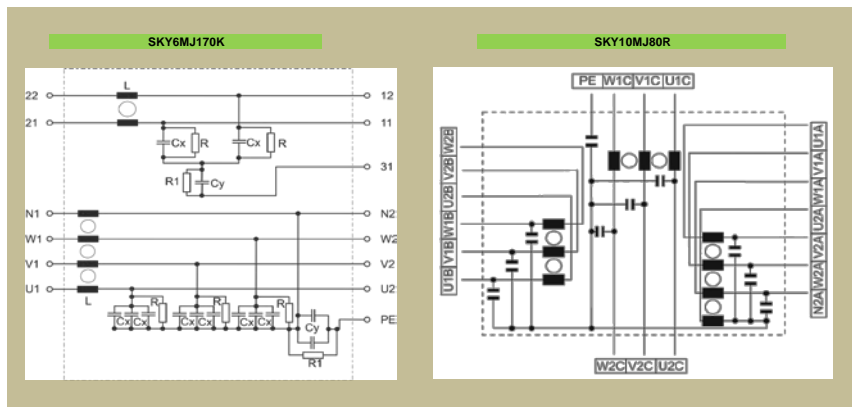 SKY6MJ170K
SKY10MJ80R
L
22
12
21
11
Cx
R
Cx
R
31
R1
Cy
N1
N2
W1
W2
V1
V2
U1
U2
L
R
R
R
Cx
Cx
Cx
Cx
Cx
Cx
Cy
PE
R1
PE
W1C
V1C
U1C
W2B
V2B
U2B
W1B
V1B
U1B
U1A
V1A
W1A
U2A
V2A
W2A
N2A
W2C
V2C
U2C